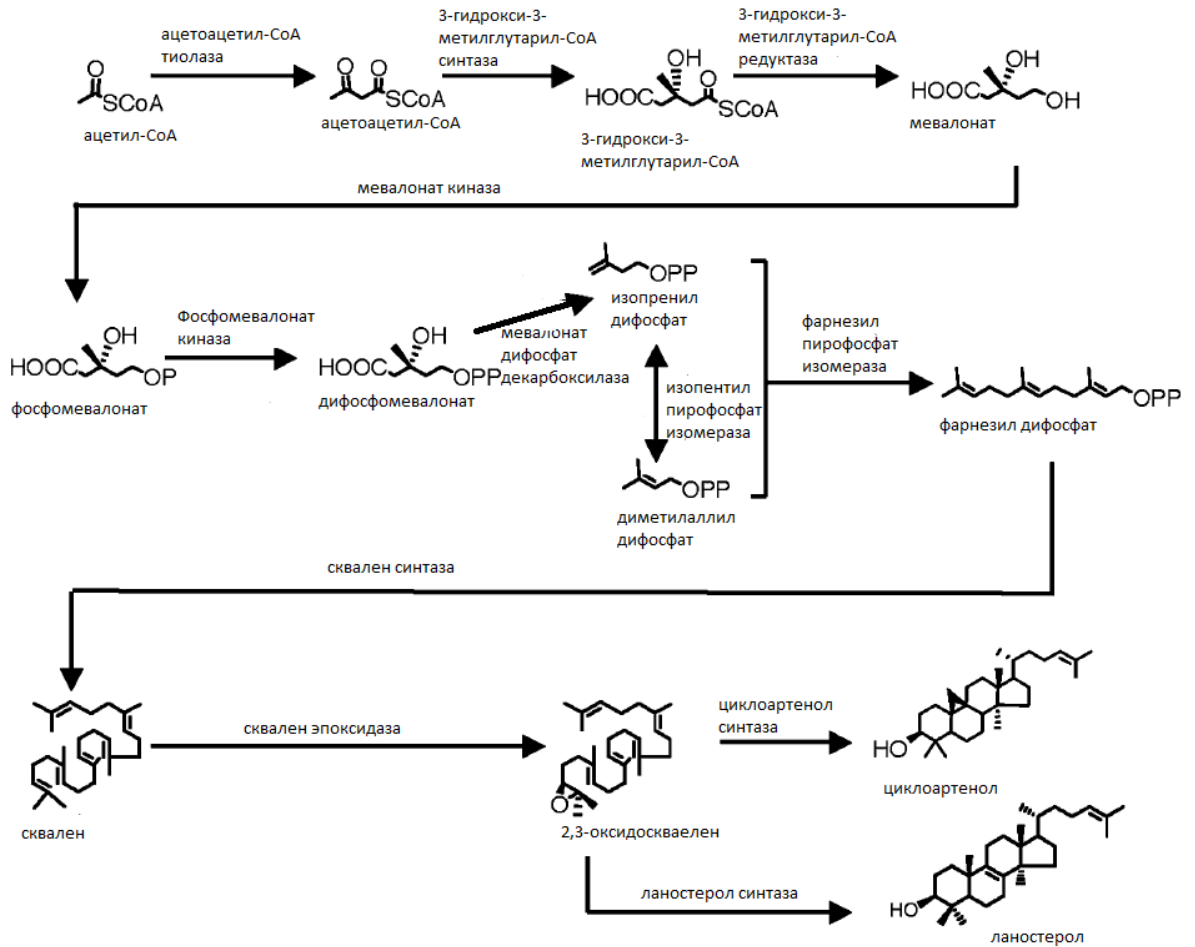 ацетоацетил-CoA
тиолаза
3-гидрокси-3-
метилглутарил-CoA
синтаза
3-гидрокси-3-
метилглутарил-CoA
редуктаза
O
SCoA
ацетил-CoA
O
O
SCoA
ацетоацетил-CoA
OH
O
HOOC
SCoA
3-гидрокси-3-
метилглутарил-CoA
OH
HOOC
OH
мевалонат
мевалонат киназа
OH
HOOC
OP
фосфомевалонат
Фосфомевалонат
киназа
OH
HOOC
OPP
дифосфомевалонат
мевалонат
дифосфат
декарбоксилаза
OPP
изопренил
дифосфат
изопентил
пирофосфат
изомераза
OPP
диметилаллил
дифосфат
фарнезил
пирофосфат
изомераза
OPP
фарнезил дифосфат
сквален синтаза
сквален
сквален эпоксидаза
O
2,3-оксидоскваелен
циклоартенол
синтаза
HO
циклоартенол
ланостерол синтаза
HO
ланостерол